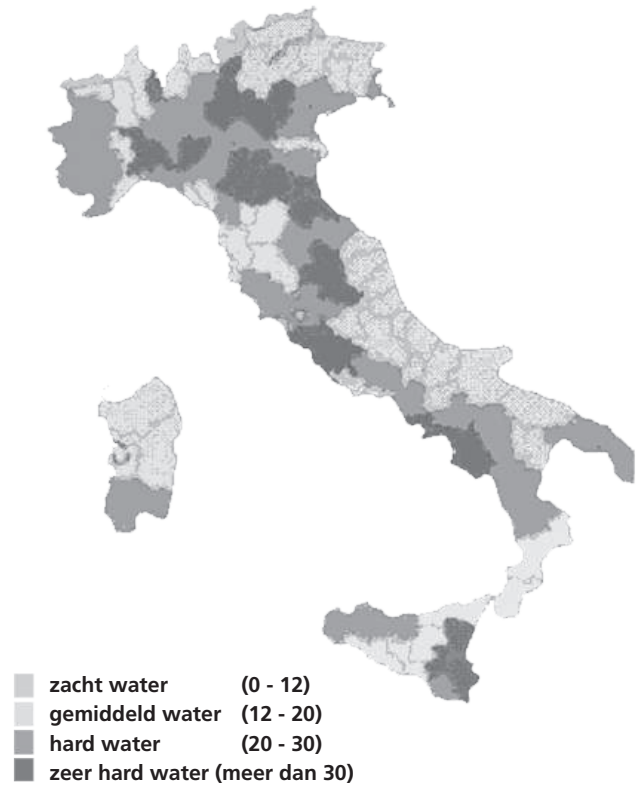 zacht water (0 - 12)
gemiddeld water (12 - 20)
hard water (20 - 30)
zeer hard water (meer dan 30)